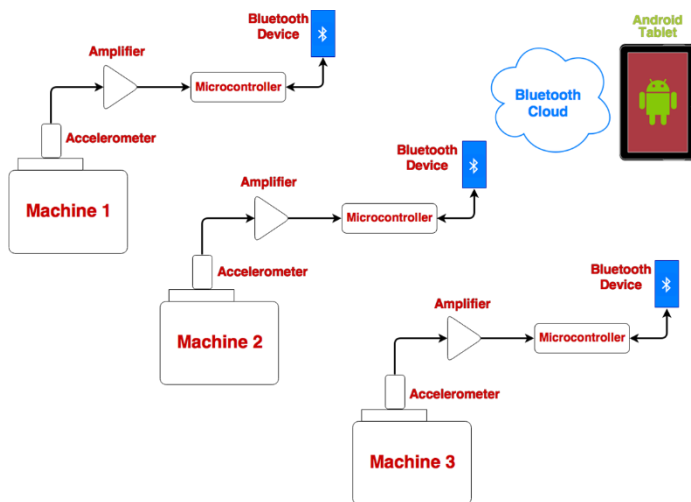 Bluetooth
Device
Amplifier
Microcontroller
Accelerometer
Machine 1
Android
Tablet
Bluetooth
Cloud
Bluetooth
Device
Amplifier
Microcontroller
Accelerometer
Machine 2
Bluetooth
Device
Amplifier
Microcontroller
Accelerometer
Machine 3